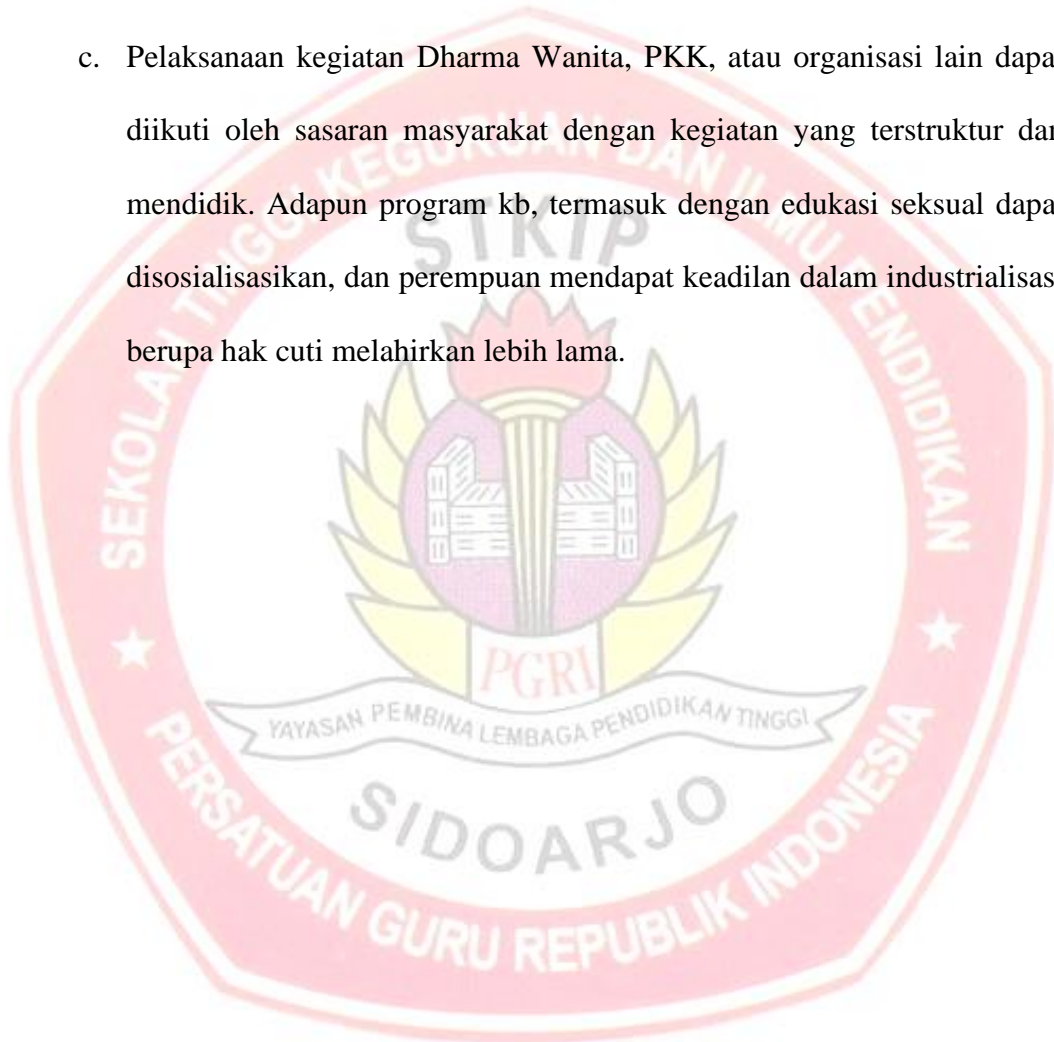 c. Pelaksanaan kegiatan Dharma Wanita, PKK, atau organisasi lain dapa
diikuti oleh sasaran masyarakat dengan kegiatan yang terstruktur dan
mendidik. Adapun program kb, termasuk dengan edukasi seksual dapa
disosialisasikan, dan perempuan mendapat keadilan dalam industrialisas
berupa hak cuti melahirkan lebih lama.
SEKOLAH TINGGI KEGURUAN DAN ILMU PENDIDIKAN
STKIP
PGRI
YAYASAN PEMBINA LEMBAGA PENDIDIKAN TINGGI
SIDOARJO
PERSATUAN GURU REPUBLIK INDONESIA